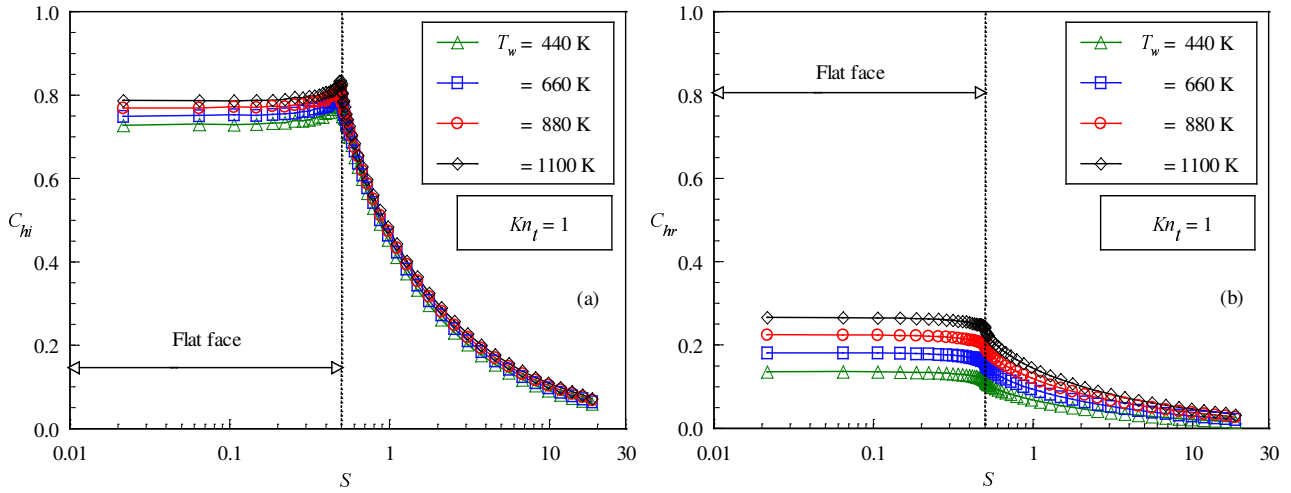 1.0
0.8
0.6
0.4
0.2
0.0
C_hi
0.01
0.1
1
10
30
S
T_w = 440 K
= 660 K
= 880 K
= 1100 K
Kn_t = 1
(a)
Flat face
1.0
0.8
0.6
0.4
0.2
0.0
C_hr
0.01
0.1
1
10
30
S
Flat face
T_w = 440 K
= 660 K
= 880 K
= 1100 K
Kn_t = 1
(b)